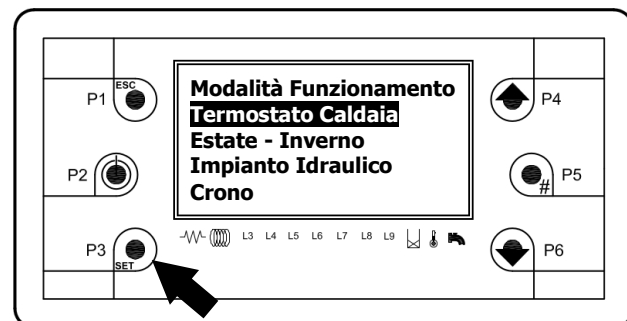 ESC
P1
P2
P3
SET
Modalità Funzionamento
Termostato Caldaia
Estate - Inverno
Impianto Idraulico
Crono
L3 L4 L5 L6 L7 L8 L9
P4
P5
#
P6